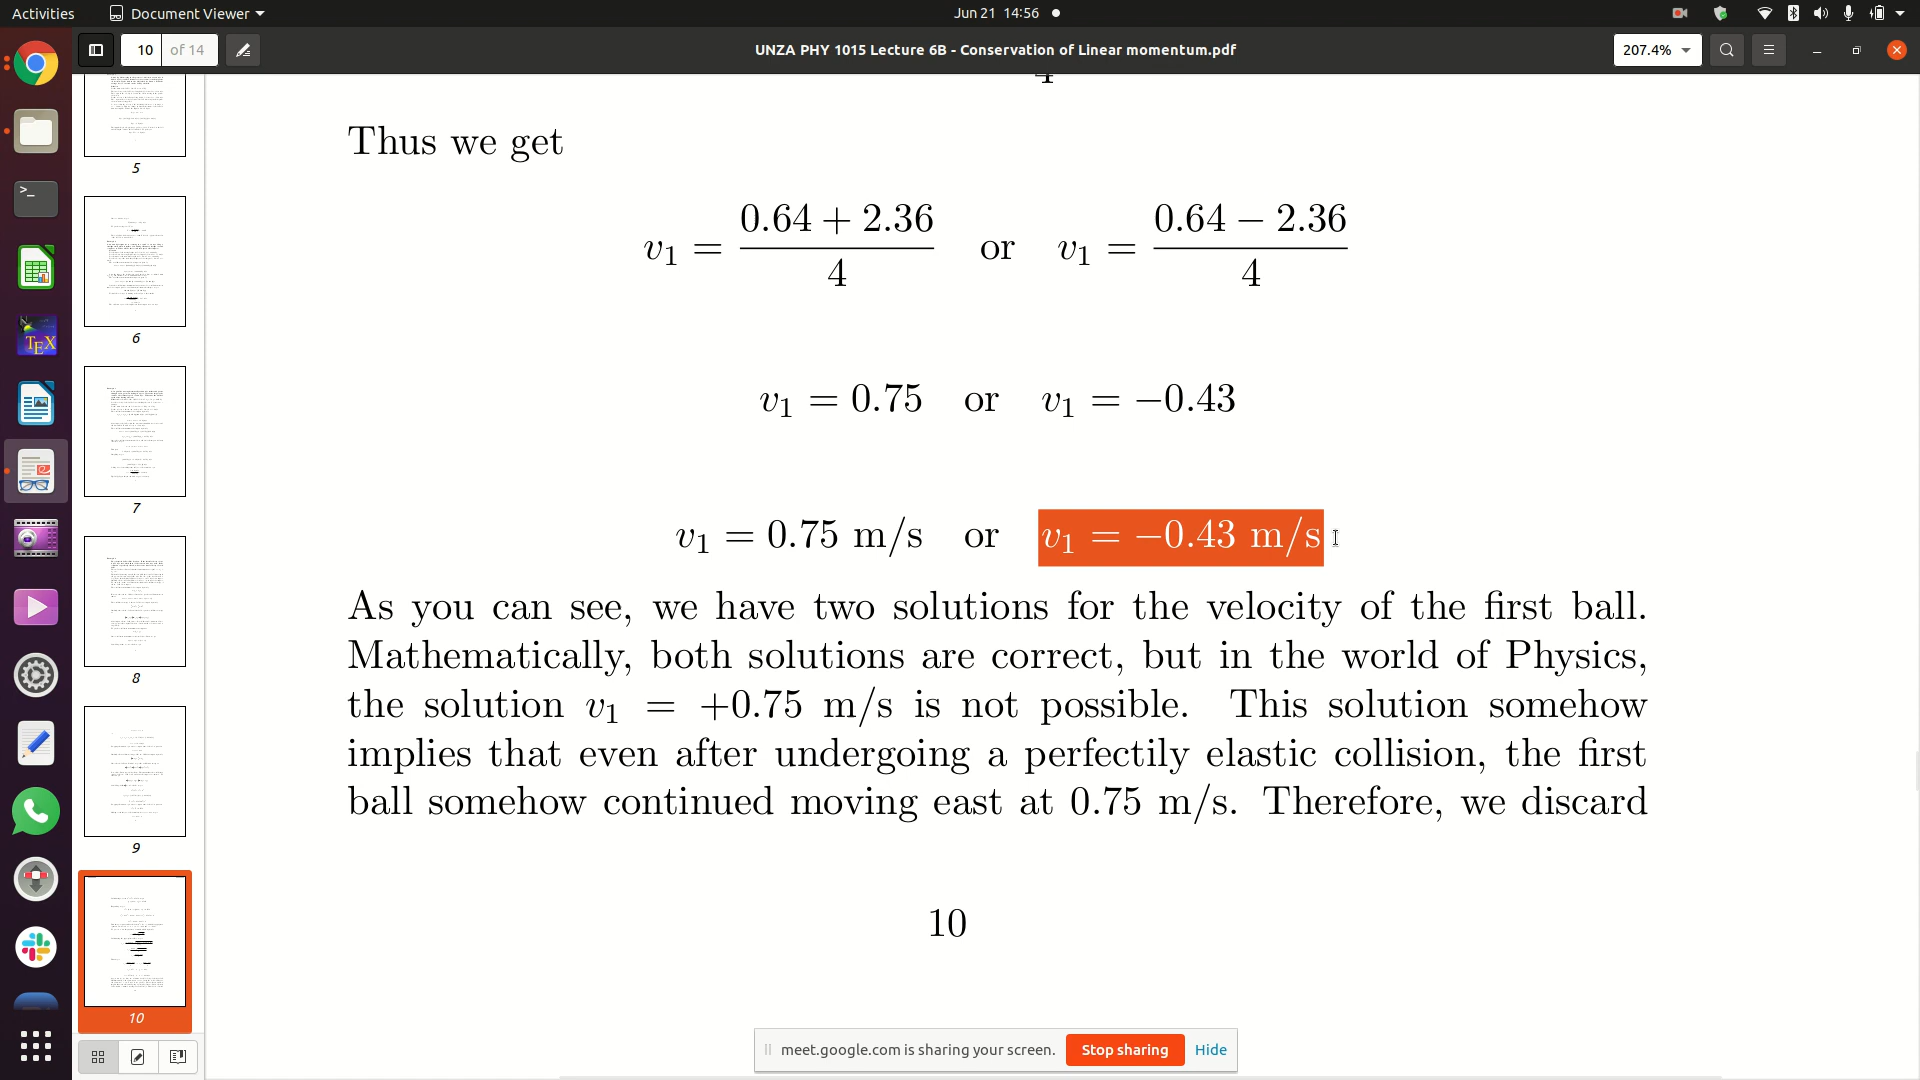 Activities
Document Viewer
Jun 21 14:56
10 of 14
UNZA PHY 1015 Lecture 6B - Conservation of Linear momentum.pdf
207.4%
4
Thus we get
v₁ = (0.64 + 2.36)/4 or v₁ = (0.64 − 2.36)/4
v₁ = 0.75 or v₁ = −0.43
v₁ = 0.75 m/s or v₁ = −0.43 m/s
As you can see, we have two solutions for the velocity of the first ball.
Mathematically, both solutions are correct, but in the world of Physics,
the solution v₁ = +0.75 m/s is not possible. This solution somehow
implies that even after undergoing a perfectily elastic collision, the first
ball somehow continued moving east at 0.75 m/s. Therefore, we discard
10
5
6
7
8
9
10
TEX
meet.google.com is sharing your screen.
Stop sharing
Hide